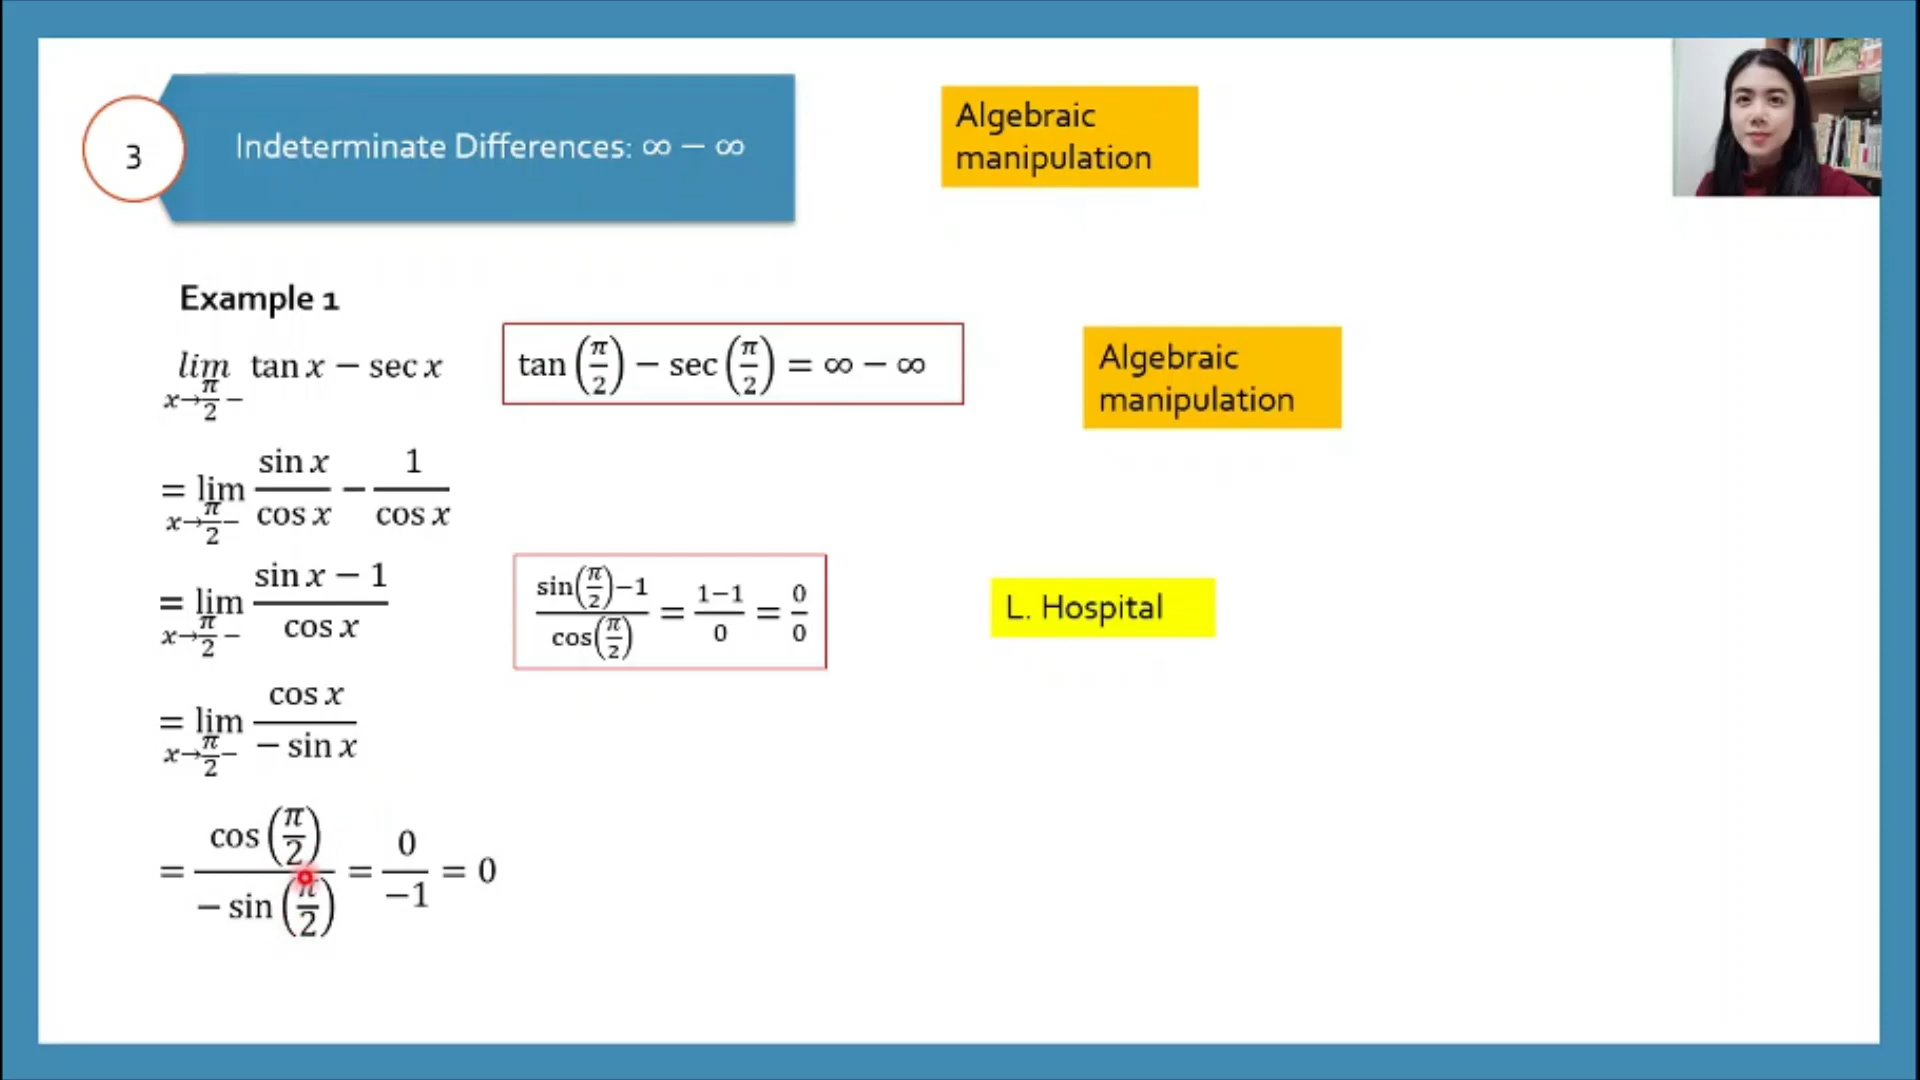 3
Indeterminate Differences: ∞ − ∞
Algebraic
manipulation
Example 1
lim x→π/2− tan x − sec x
tan(π/2) − sec(π/2) = ∞ − ∞
Algebraic
manipulation
= lim x→π/2− sin x/cos x − 1/cos x
= lim x→π/2− (sin x − 1)/cos x
(sin(π/2)−1)/cos(π/2) = (1−1)/0 = 0/0
L. Hospital
= lim x→π/2− cos x/(− sin x)
= cos(π/2)/(− sin(π/2)) = 0/−1 = 0